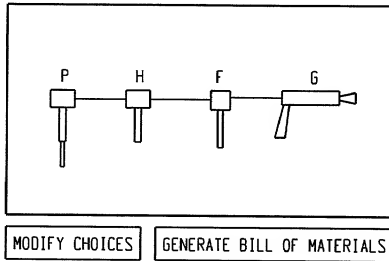 P H F G
MODIFY CHOICES
GENERATE BILL OF MATERIALS